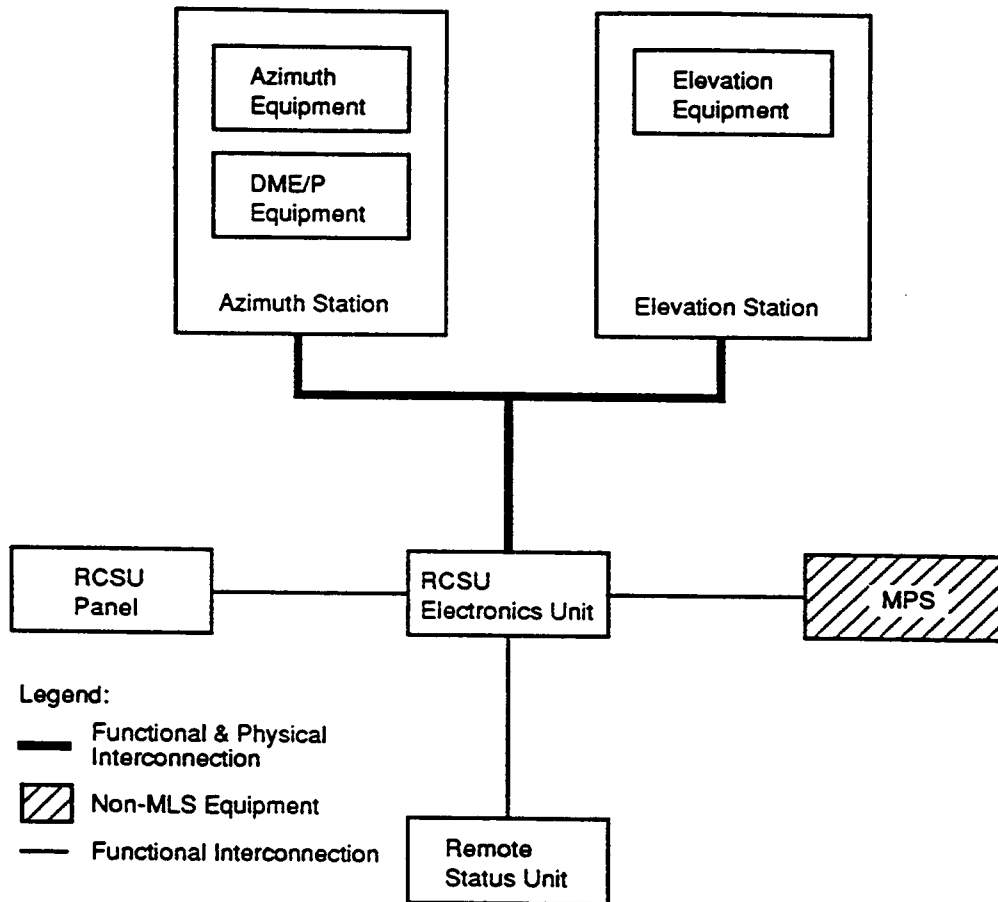 Azimuth
Equipment
DME/P
Equipment
Azimuth Station
Elevation
Equipment
Elevation Station
RCSU
Panel
RCSU
Electronics Unit
MPS
Legend:
Functional & Physical
Interconnection
Non-MLS Equipment
Functional Interconnection
Remote
Status Unit